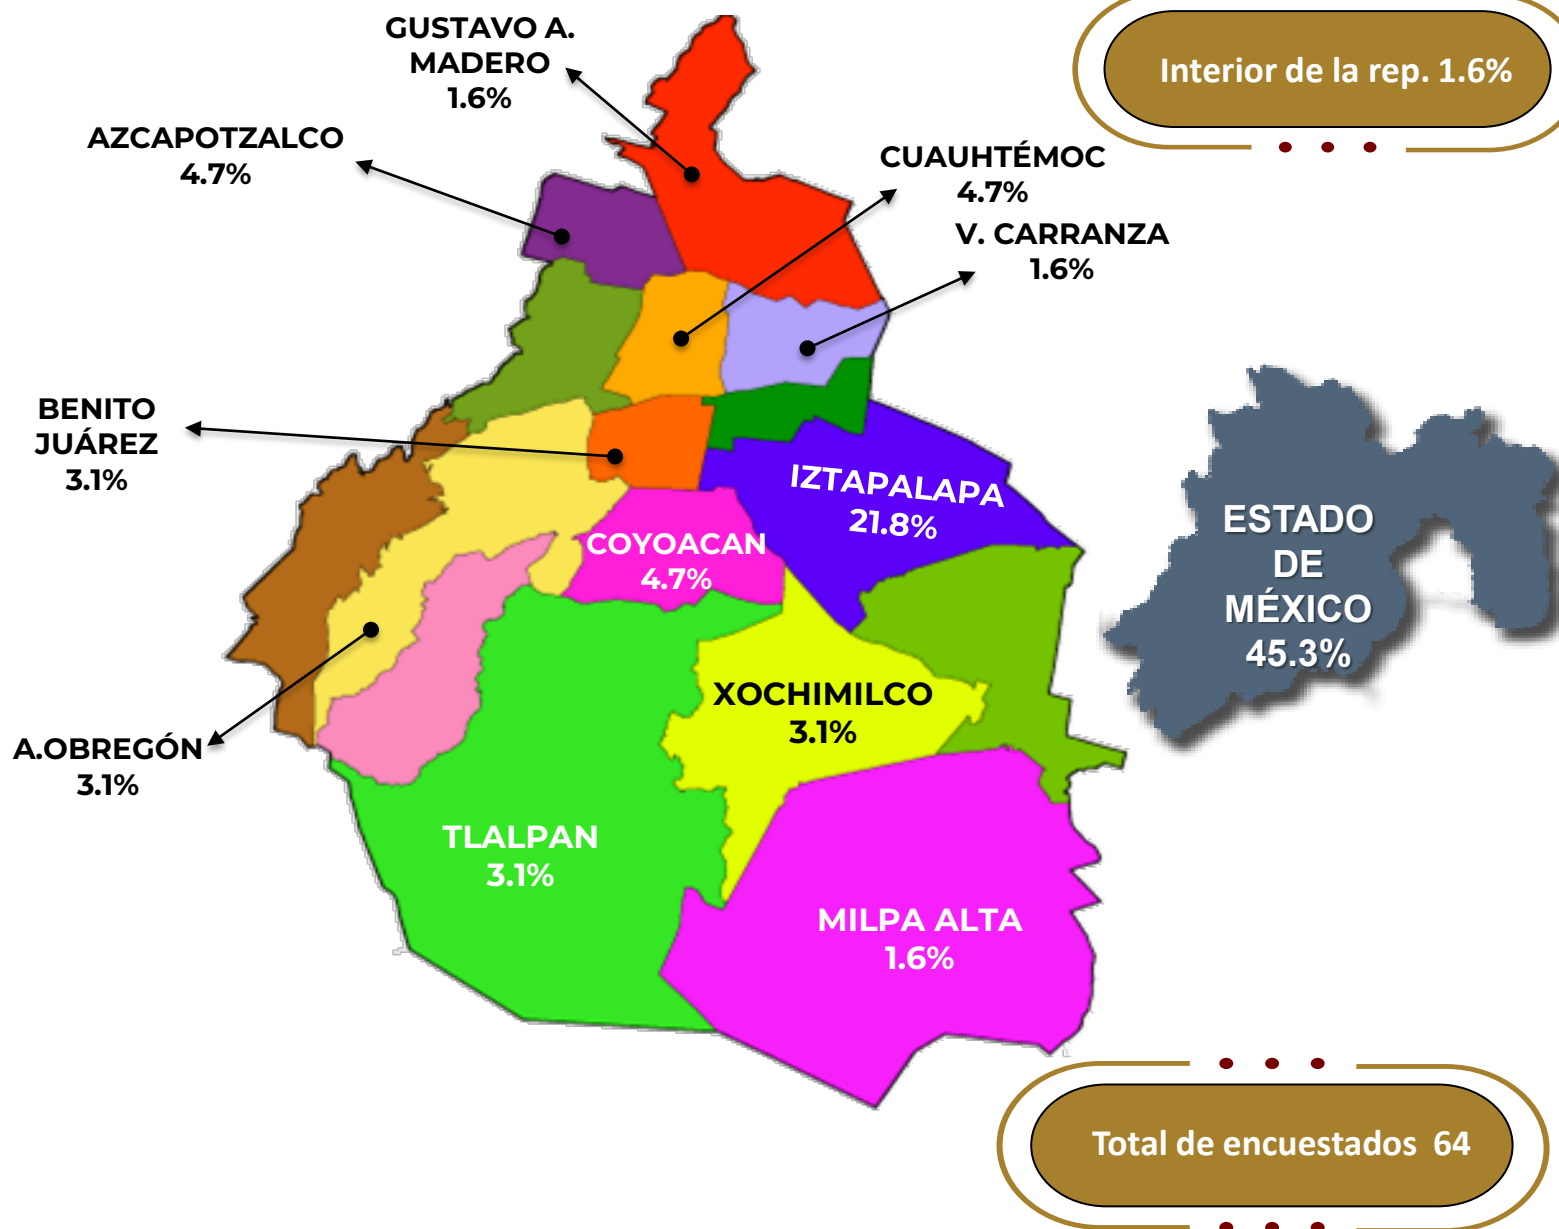 GUSTAVO A.
MADERO
1.6%
Interior de la rep. 1.6%
AZCAPOTZALCO
4.7%
CUAUHTÉMOC
4.7%
V. CARRANZA
1.6%
BENITO
JUÁREZ
3.1%
IZTAPALAPA
21.8%
COYOACAN
4.7%
ESTADO
DE
MÉXICO
45.3%
XOCHIMILCO
3.1%
A.OBREGÓN
3.1%
TLALPAN
3.1%
MILPA ALTA
1.6%
Total de encuestados 64